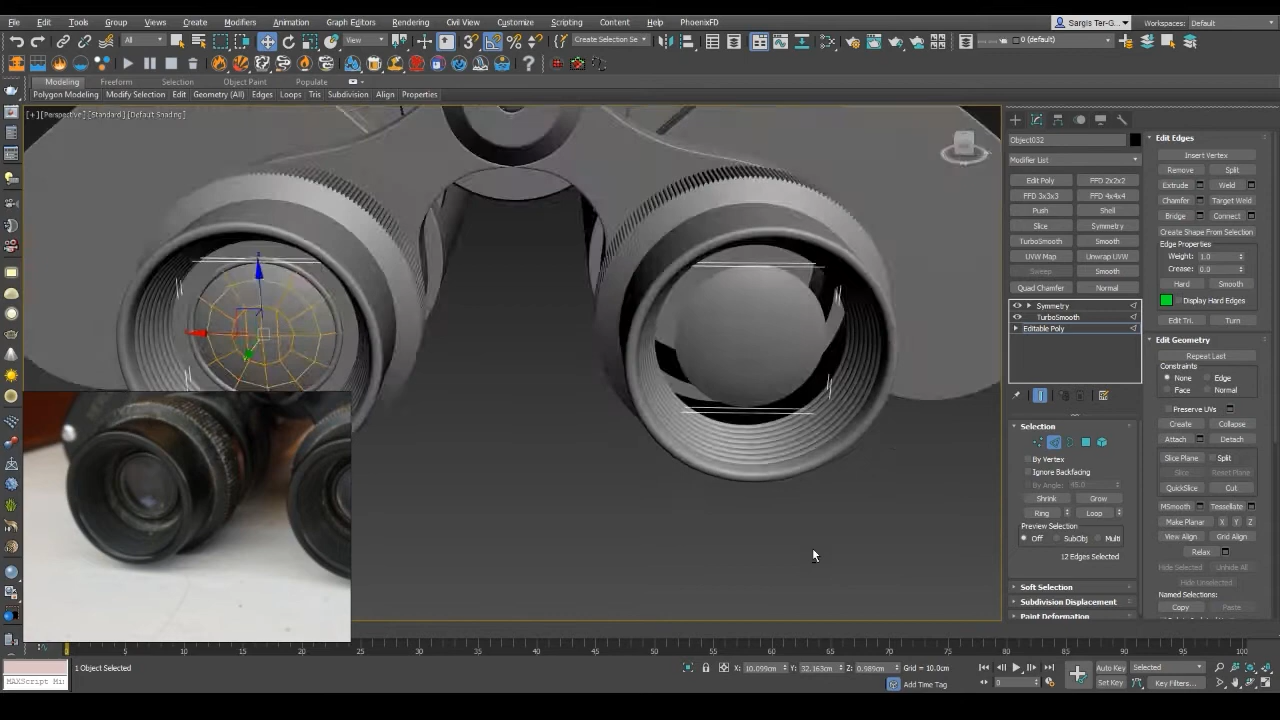 File Edit Tools Group Views Create Modifiers Animation Graph Editors Rendering Civil View Customize Scripting Content Help PhoenixFD Sargis Ter-G... Workspaces: Default
All View Create Selection Se 0 (default)
Modeling Freeform Selection Object Paint Populate
Polygon Modeling Modify Selection Edit Geometry (All) Edges Loops Tris Subdivision Align Properties
[+] [Perspective] [Standard] [Default Shading]
Object032
Modifier List
Edit Poly FFD 2x2x2
FFD 3x3x3 FFD 4x4x4
Push Shell
Slice Symmetry
TurboSmooth Smooth
UVW Map Unwrap UVW
Sweep Smooth
Quad Chamfer Normal
Symmetry
TurboSmooth
Editable Poly
Selection
By Vertex
Ignore Backfacing
By Angle: 45.0
Shrink Grow
Ring Loop
Preview Selection
Off SubObj Multi
12 Edges Selected
Soft Selection
Subdivision Displacement
Paint Deformation
Edit Edges
Insert Vertex
Remove Split
Extrude Weld
Chamfer Target Weld
Bridge Connect
Create Shape From Selection
Edge Properties
Weight: 1.0
Crease: 0.0
Hard Smooth
Display Hard Edges
Edit Tri. Turn
Edit Geometry
Repeat Last
Constraints
None Edge
Face Normal
Preserve UVs
Create Collapse
Attach Detach
Slice Plane Split
Slice Reset Plane
QuickSlice Cut
MSmooth Tessellate
Make Planar X Y Z
View Align Grid Align
Relax
Hide Selected Unhide All
Hide Unselected
Named Selections:
Copy Paste
0 5 10 15 20 25 30 35 40 45 50 55 60 65 70 75 80 85 90 95 100
1 Object Selected X: 10.099cm Y: 32.163cm Z: 0.989cm Grid = 10.0cm Auto Key Selected
MAXScript Mi Add Time Tag 0 Set Key Key Filters...